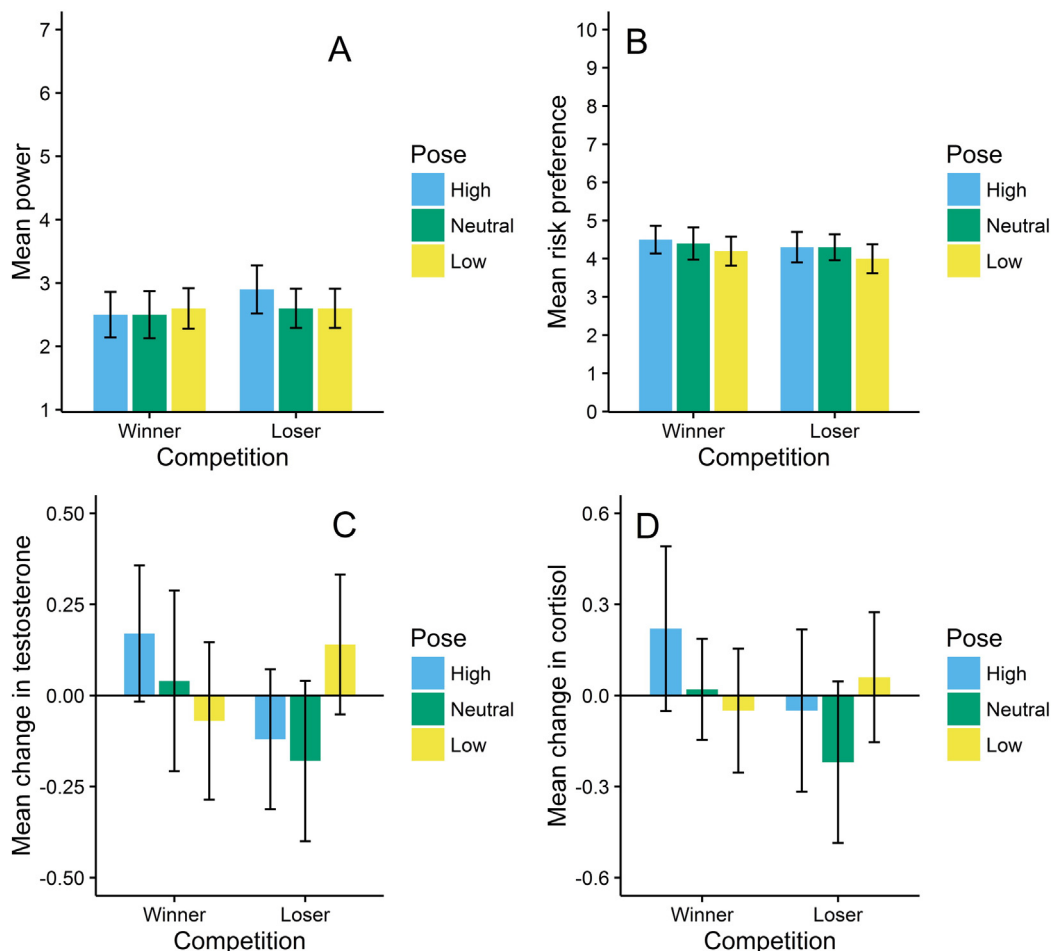 A
Mean power
7
6
5
4
3
2
1
Winner
Loser
Competition
Pose
High
Neutral
Low
B
Mean risk preference
10
9
8
7
6
5
4
3
2
1
0
Winner
Loser
Competition
Pose
High
Neutral
Low
C
Mean change in testosterone
0.50
0.25
0.00
-0.25
-0.50
Winner
Loser
Competition
Pose
High
Neutral
Low
D
Mean change in cortisol
0.6
0.3
0.0
-0.3
-0.6
Winner
Loser
Competition
Pose
High
Neutral
Low